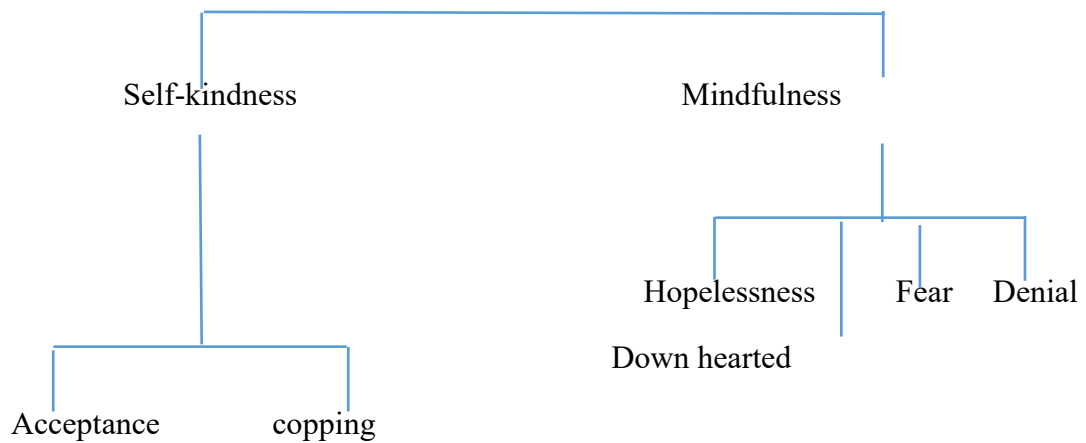 Self-kindness Mindfulness
Hopelessness Fear Denial
Down hearted
Acceptance copping